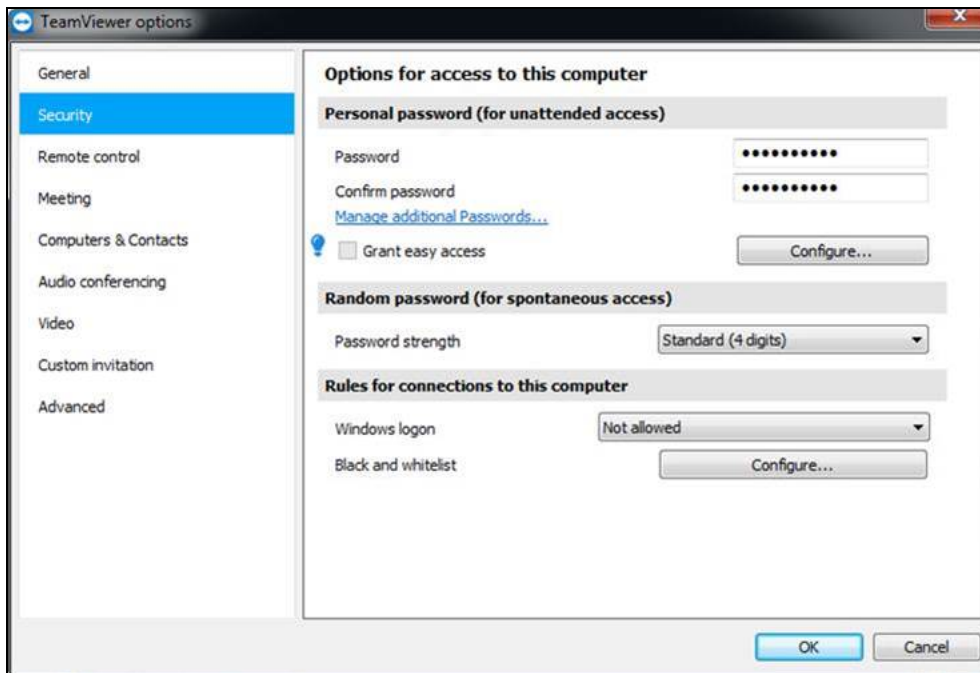 TeamViewer options
General
Security
Remote control
Meeting
Computers & Contacts
Audio conferencing
Video
Custom invitation
Advanced
Options for access to this computer
Personal password (for unattended access)
Password ••••••••••
Confirm password ••••••••••
Manage additional Passwords...
Grant easy access Configure...
Random password (for spontaneous access)
Password strength Standard (4 digits)
Rules for connections to this computer
Windows logon Not allowed
Black and whitelist Configure...
OK Cancel